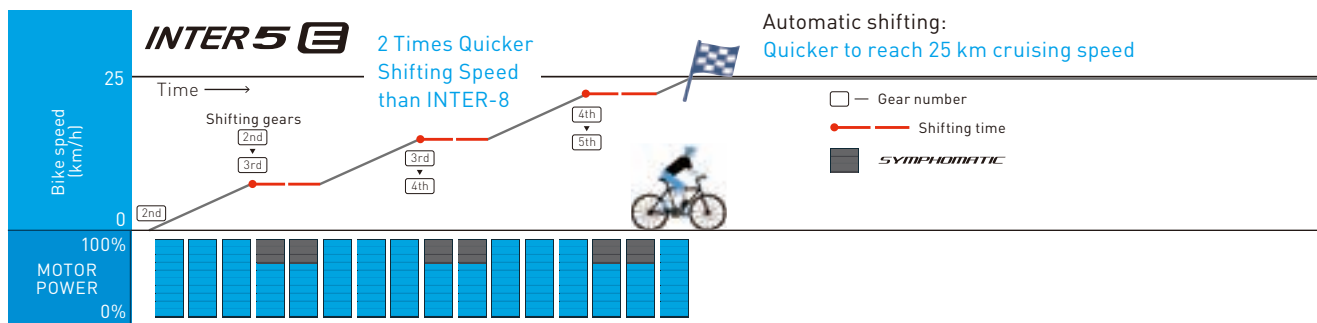 INTER 5 E
2 Times Quicker
Shifting Speed
than INTER-8
Automatic shifting:
Quicker to reach 25 km cruising speed
25
Time
Bike speed
(km/h)
0
Shifting gears
2nd
2nd
3rd
3rd
4th
4th
5th
Gear number
Shifting time
SYMPHOMATIC
100%
MOTOR
POWER
0%